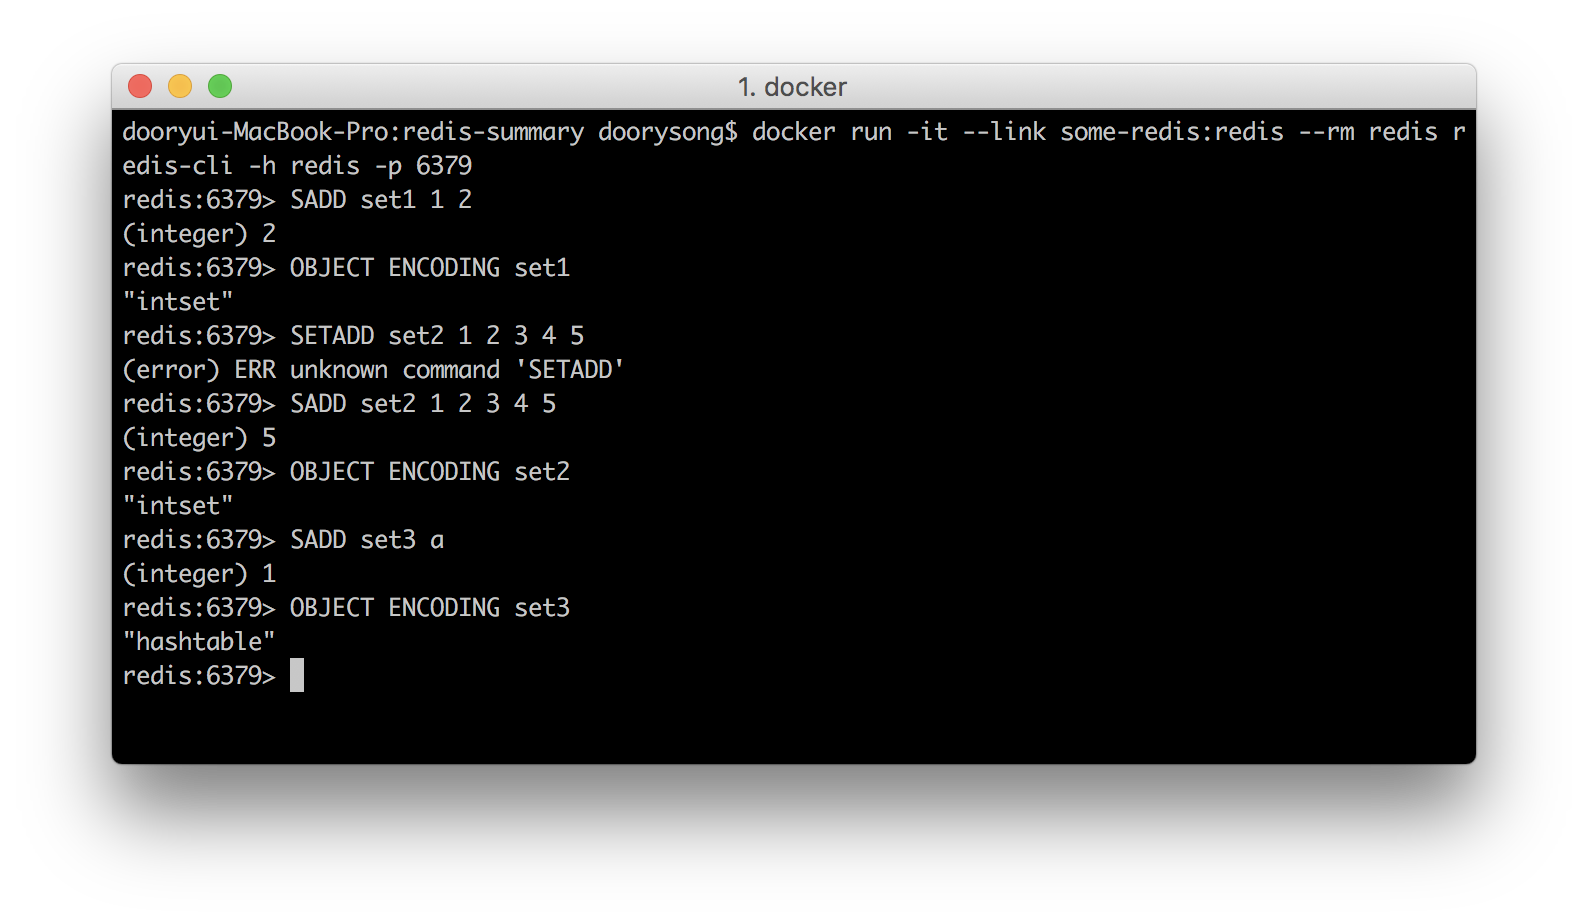 1. docker
dooryui-MacBook-Pro:redis-summary doorysong$ docker run -it --link some-redis:redis --rm redis r
edis-cli -h redis -p 6379
redis:6379> SADD set1 1 2
(integer) 2
redis:6379> OBJECT ENCODING set1
"intset"
redis:6379> SETADD set2 1 2 3 4 5
(error) ERR unknown command 'SETADD'
redis:6379> SADD set2 1 2 3 4 5
(integer) 5
redis:6379> OBJECT ENCODING set2
"intset"
redis:6379> SADD set3 a
(integer) 1
redis:6379> OBJECT ENCODING set3
"hashtable"
redis:6379>